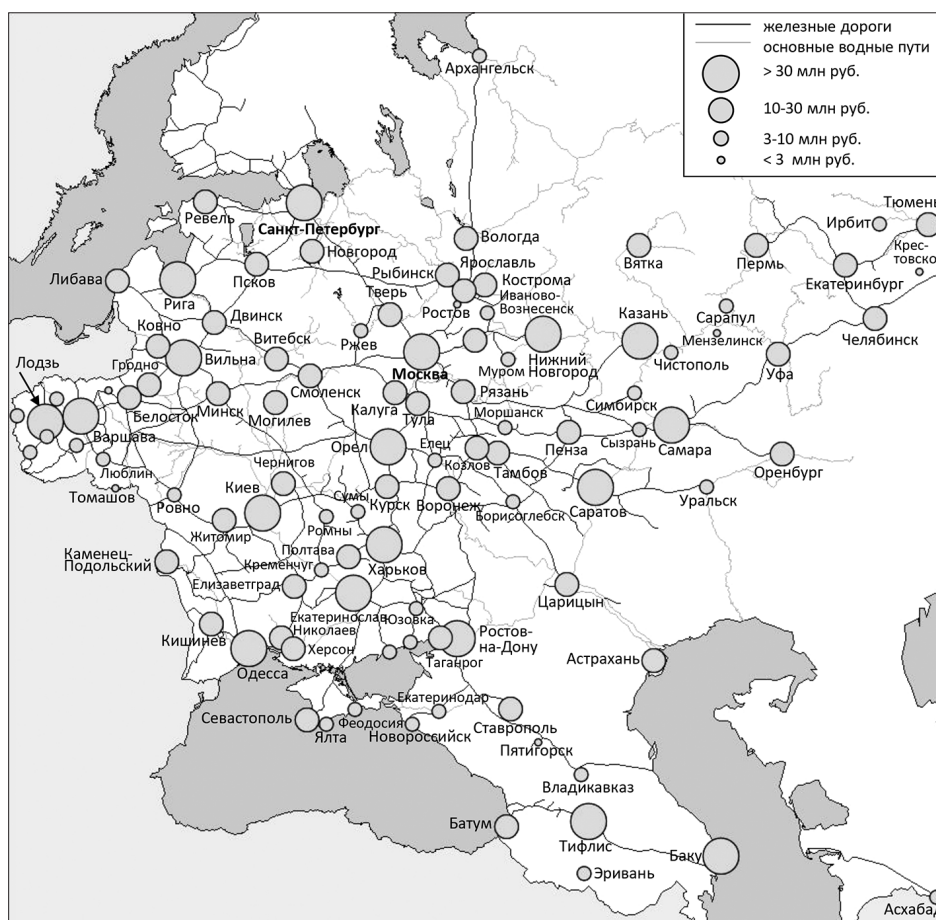 железные дороги
основные водные пути
> 30 млн руб.
10-30 млн руб.
3-10 млн руб.
< 3 млн руб.
Архангельск
Тюмень
Ирбит
Ревель
Санкт-Петербург
Новгород
Вологда
Вятка
Пермь
Крес-
товско
Екатеринбург
Либава
Рига
Псков
Рыбинск
Ярославль
Кострома
Тверь
Иваново-
Вознесенск
Ростов
Казань
Сарапул
Мензелинск
Челябинск
Ковно
Двинск
Витебск
Ржев
Вильна
Москва
Муром
Нижний
Новгород
Чистополь
Уфа
Лодзь
Гродно
Смоленск
Белосток
Минск
Могилев
Калуга
Тула
Рязань
Моршанск
Симбирск
Варшава
Орел
Елец
Козлов
Тамбов
Пенза
Сызрань
Самара
Оренбург
Люблин
Чернигов
Томашов
Ровно
Киев
Сумы
Курск
Воронеж
Борисоглебск
Саратов
Уральск
Житомир
Ромны
Каменец-
Подольский
Полтава
Кременчуг
Харьков
Елизаветград
Царицын
Екатеринослав
Юзовка
Кишинев
Николаев
Херсон
Одесса
Таганрог
Ростов-
на-Дону
Астрахань
Севастополь
Ялта
Феодосия
Екатеринодар
Новороссийск
Ставрополь
Пятигорск
Владикавказ
Батум
Тифлис
Баку
Эривань
Асхабад